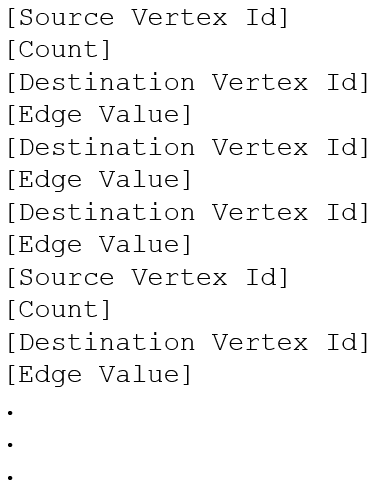 [Source Vertex Id]
[Count]
[Destination Vertex Id]
[Edge Value]
[Destination Vertex Id]
[Edge Value]
[Destination Vertex Id]
[Edge Value]
[Source Vertex Id]
[Count]
[Destination Vertex Id]
[Edge Value]
.
.
.